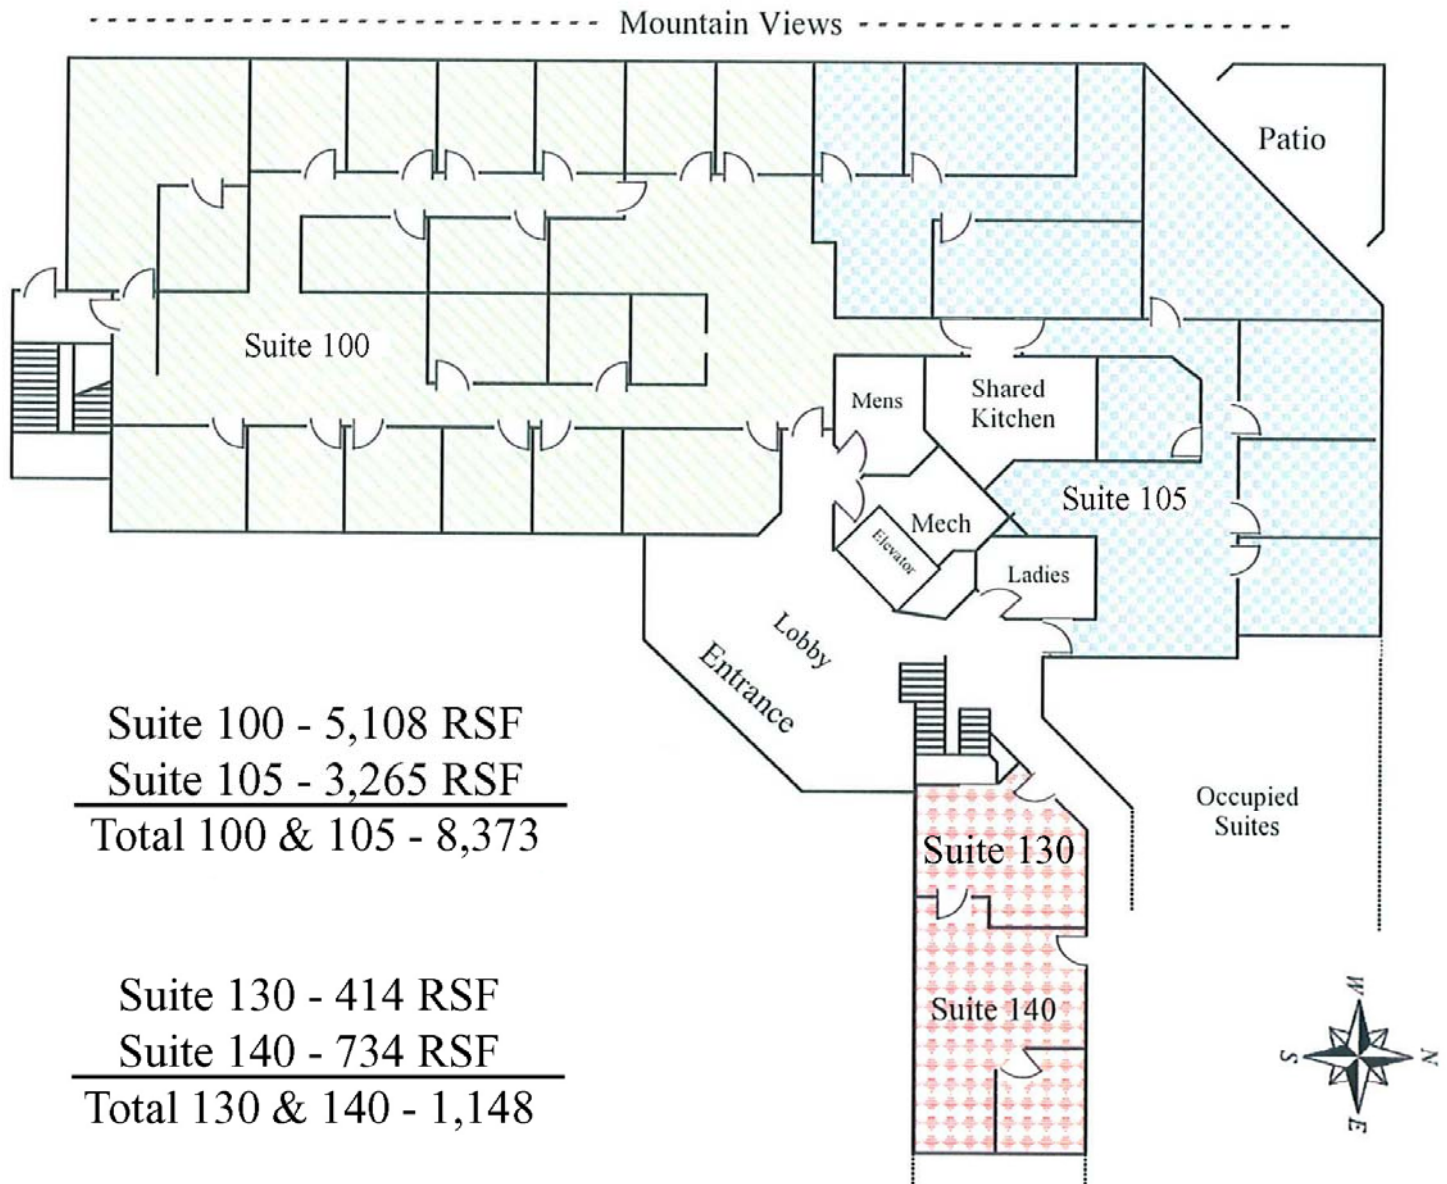 Mountain Views
Patio
Suite 100
Mens
Shared
Kitchen
Suite 105
Mech
Elevator
Ladies
Lobby
Entrance
Suite 100 - 5,108 RSF
Suite 105 - 3,265 RSF
Total 100 & 105 - 8,373
Occupied
Suites
Suite 130
Suite 130 - 414 RSF
Suite 140 - 734 RSF
Total 130 & 140 - 1,148
Suite 140
W
S
N
E